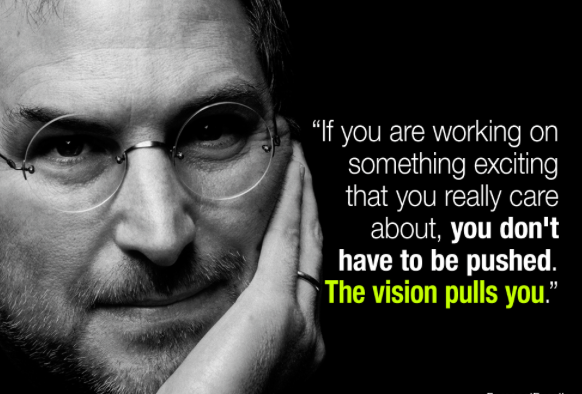 “If you are working on
something exciting
that you really care
about, you don't
have to be pushed.
The vision pulls you.”